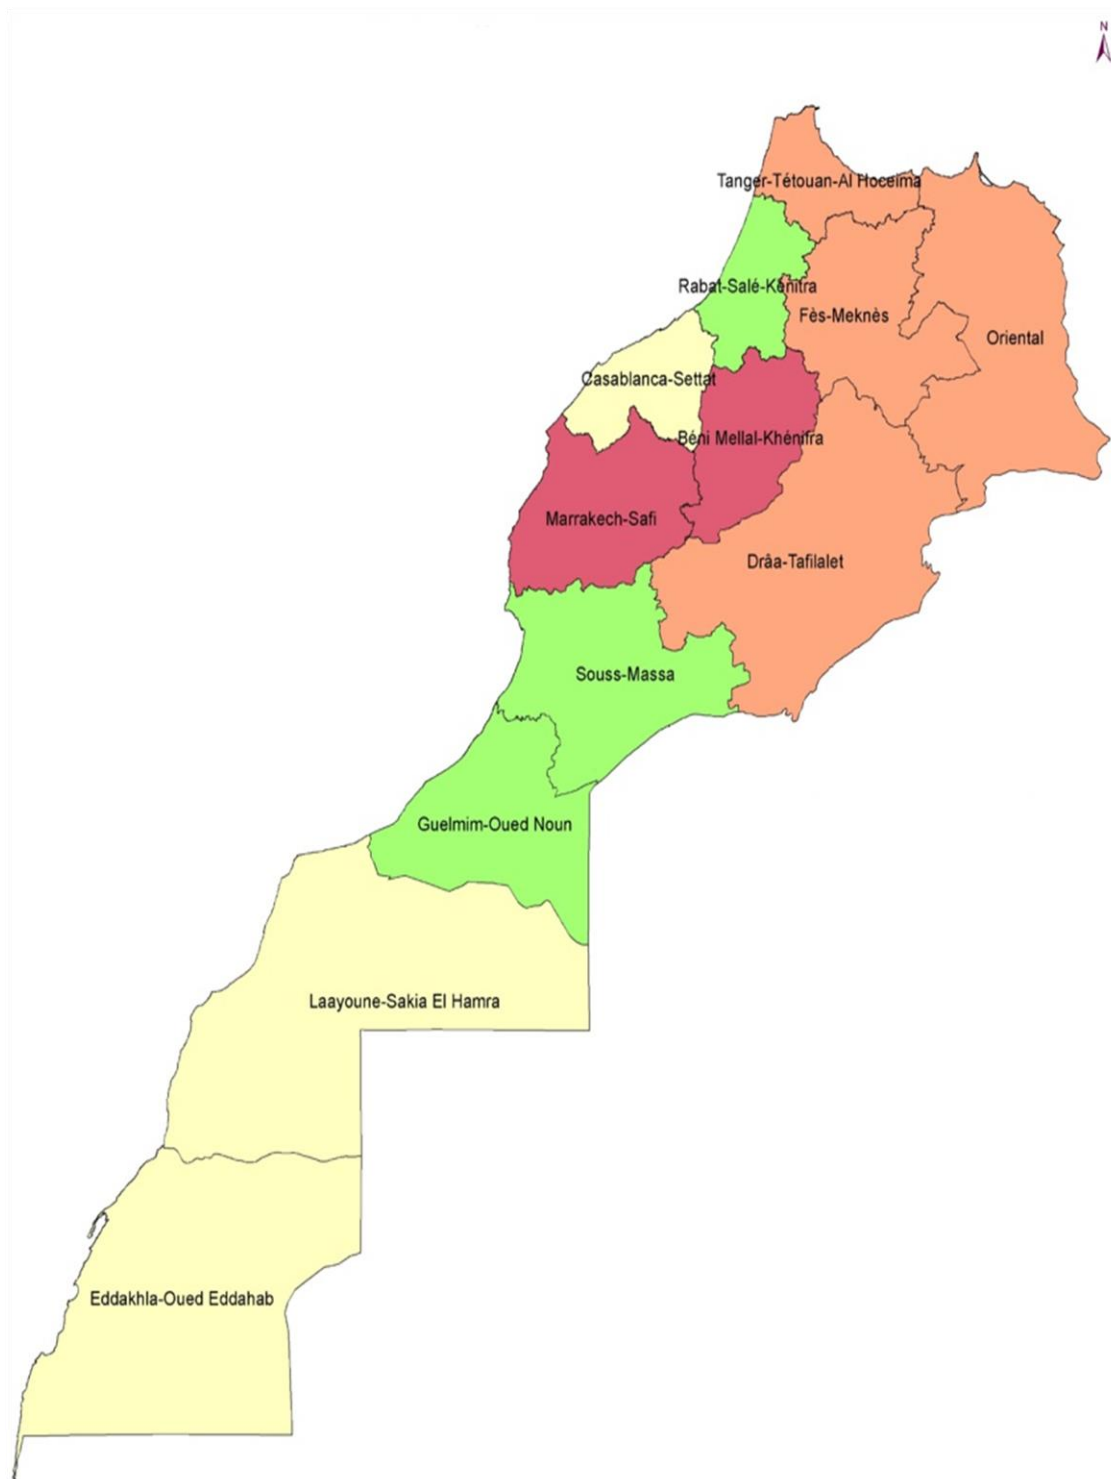 N
Tanger-Tétouan-Al Hoceima
Rabat-Salé-Kénitra
Fès-Meknès
Oriental
Casablanca-Settat
Béni Mellal-Khénifra
Marrakech-Safi
Drâa-Tafilalet
Souss-Massa
Guelmim-Oued Noun
Laayoune-Sakia El Hamra
Eddakhla-Oued Eddahab